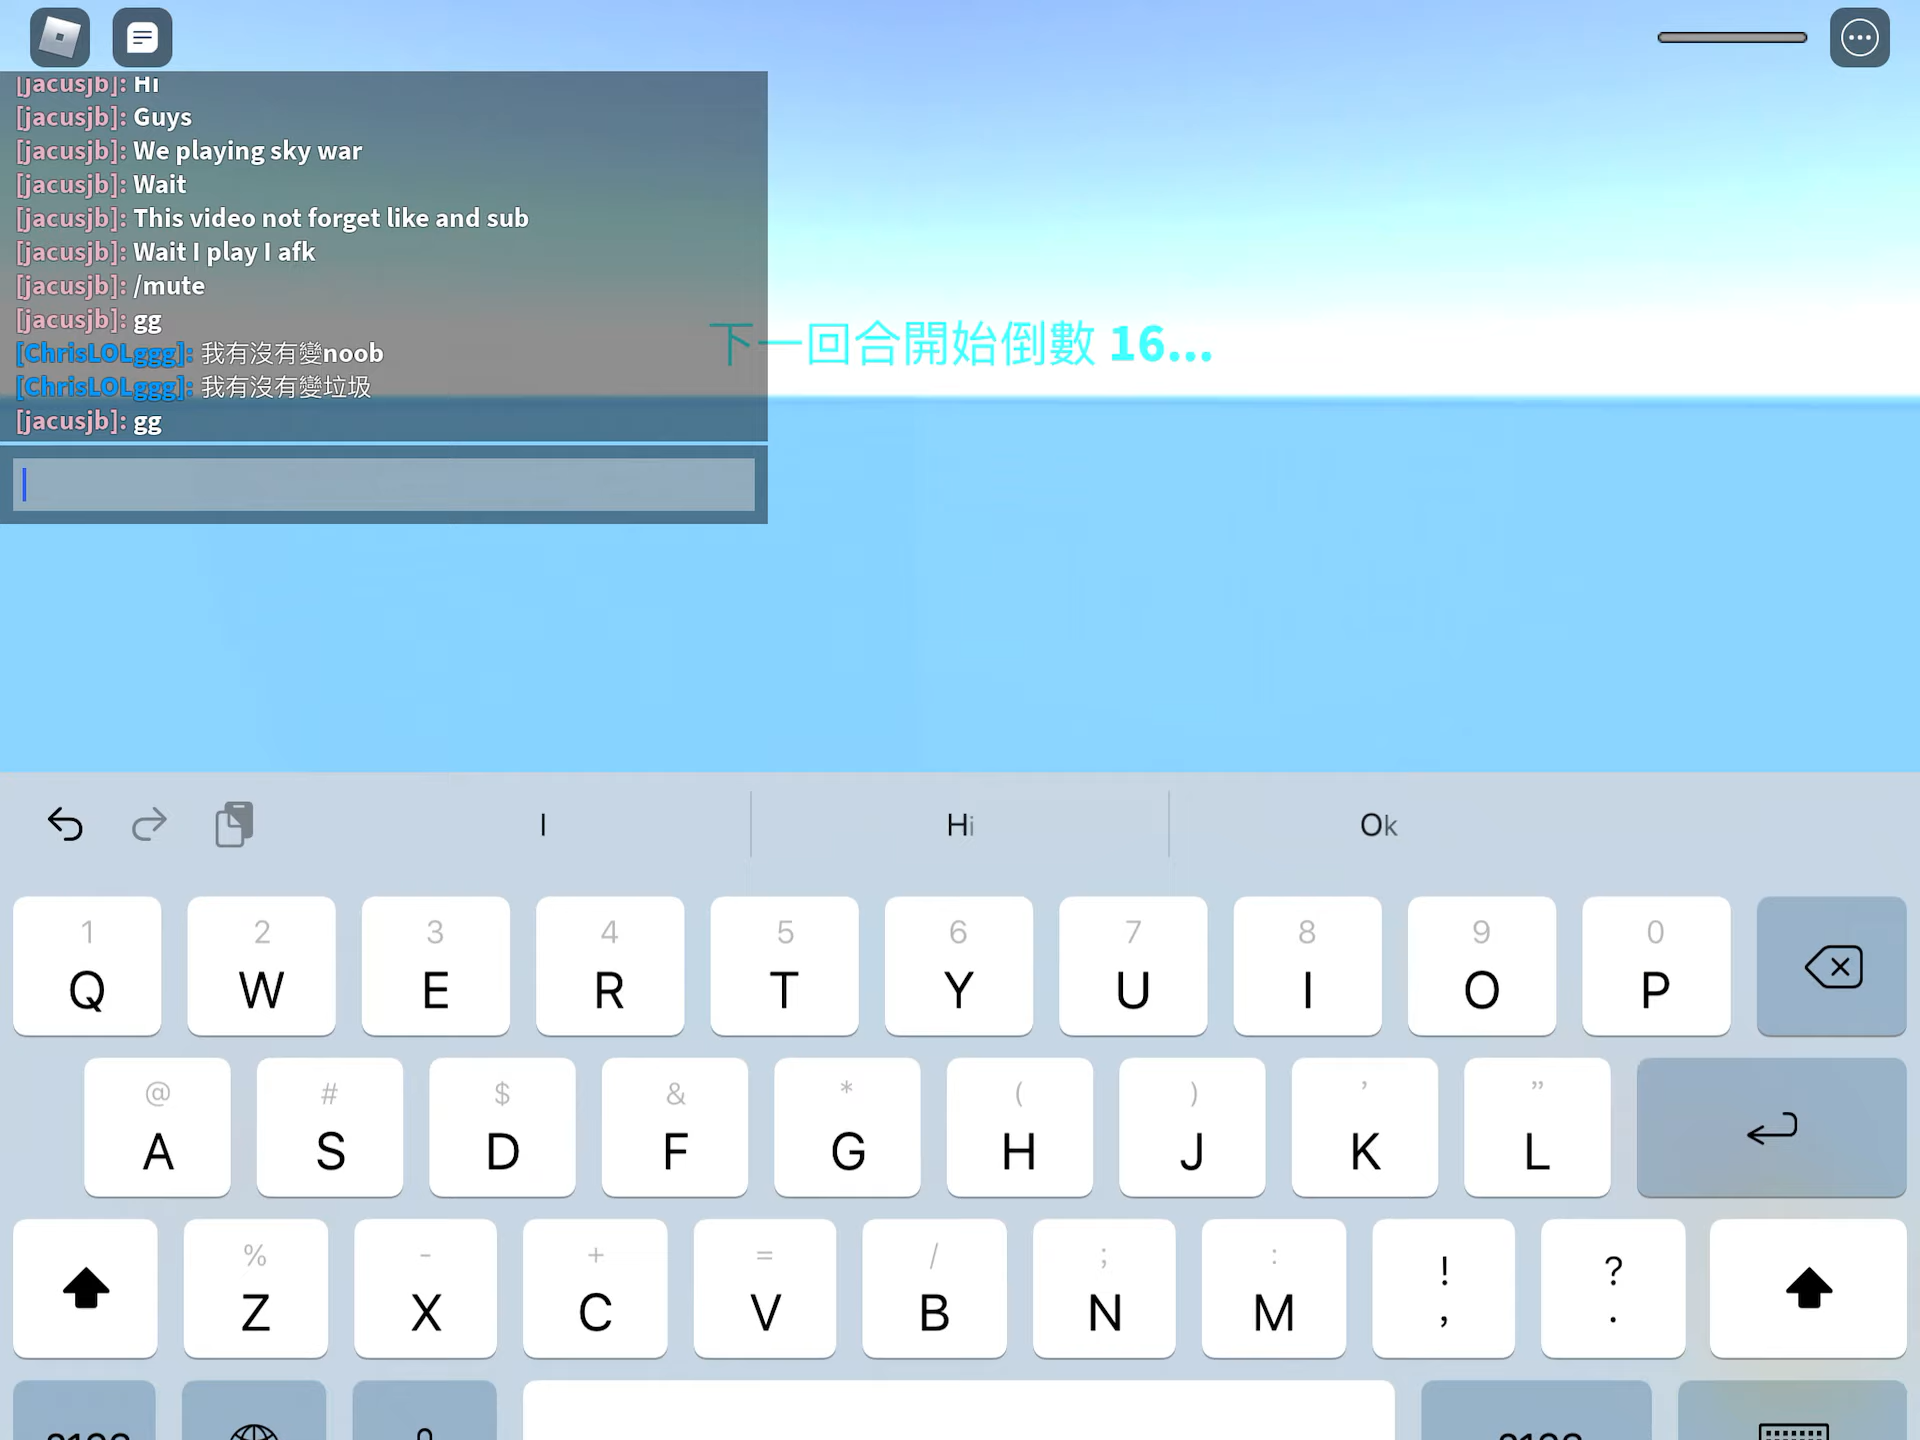 [jacusjb]: Hi
[jacusjb]: Guys
[jacusjb]: We playing sky war
[jacusjb]: Wait
[jacusjb]: This video not forget like and sub
[jacusjb]: Wait I play I afk
[jacusjb]: /mute
[jacusjb]: gg
[ChrisLOLggg]: 我有沒有變noob
[ChrisLOLggg]: 我有沒有變垃圾
[jacusjb]: gg
下一回合開始倒數 16...
I Hi Ok
1 2 3 4 5 6 7 8 9 0
Q W E R T Y U I O P
@ # $ & * ( ) ’ ”
A S D F G H J K L
% - + = / ; : ! ?
Z X C V B N M , .